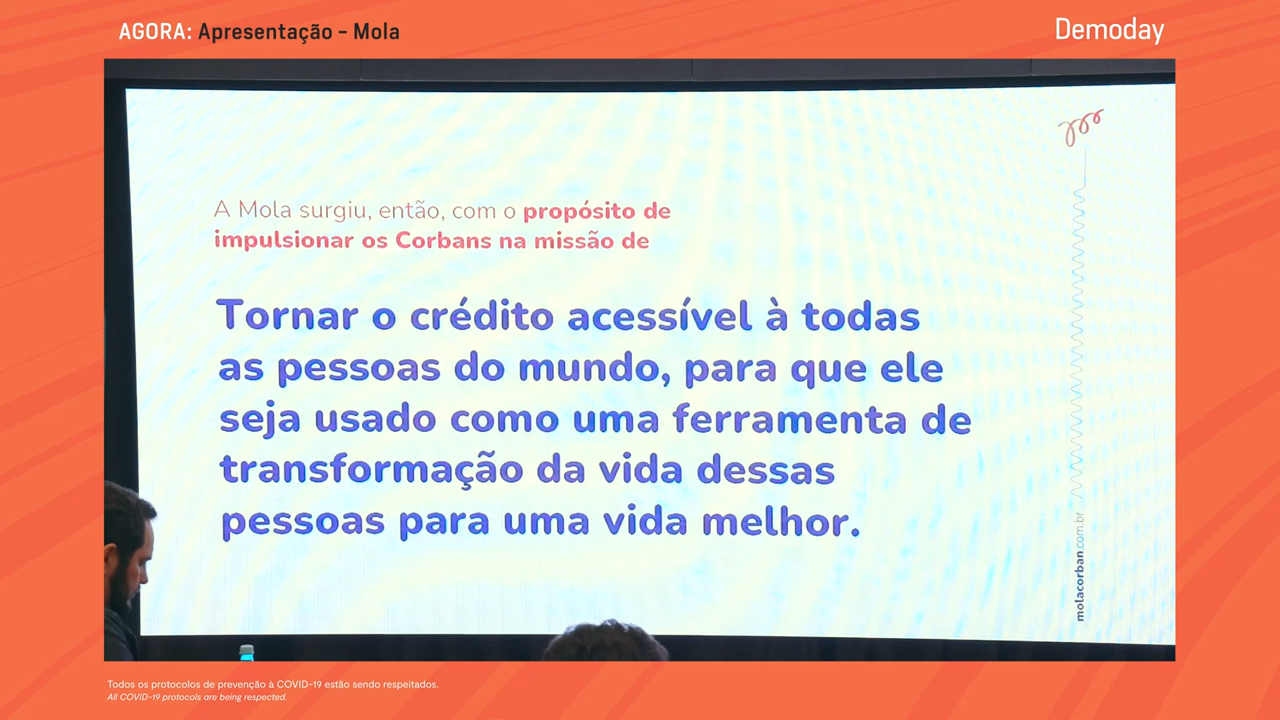 AGORA: Apresentação - Mola
Demoday
A Mola surgiu, então, com o propósito de
impulsionar os Corbans na missão de
Tornar o crédito acessível à todas
as pessoas do mundo, para que ele
seja usado como uma ferramenta de
transformação da vida dessas
pessoas para uma vida melhor.
molacorban.com.br
Todos os protocolos de prevenção à COVID-19 estão sendo respeitados.
All COVID-19 protocols are being respected.